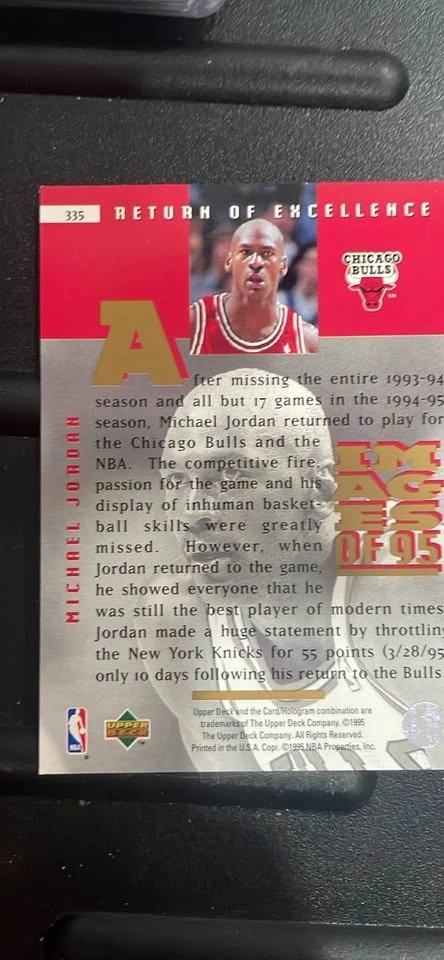 335 RETURN OF EXCELLENCE
CHICAGO
BULLS
After missing the entire 1993-94
season and all but 17 games in the 1994-95
season, Michael Jordan returned to play for
the Chicago Bulls and the
NBA. The competitive fire,
passion for the game and his
display of inhuman basket-
ball skills were greatly
missed. However, when
Jordan returned to the game,
he showed everyone that he
was still the best player of modern times
Jordan made a huge statement by throttlin
the New York Knicks for 55 points (3/28/95
only 10 days following his return to the Bulls
IM
AG
ES
OF 95
MICHAEL JORDAN
Upper Deck and the Card/Hologram combination are
trademarks of The Upper Deck Company. ©1995
The Upper Deck Company. All Rights Reserved.
Printed in the U.S.A. Copr. ©1995 NBA Properties, Inc.
NBA
UPPER
DECK